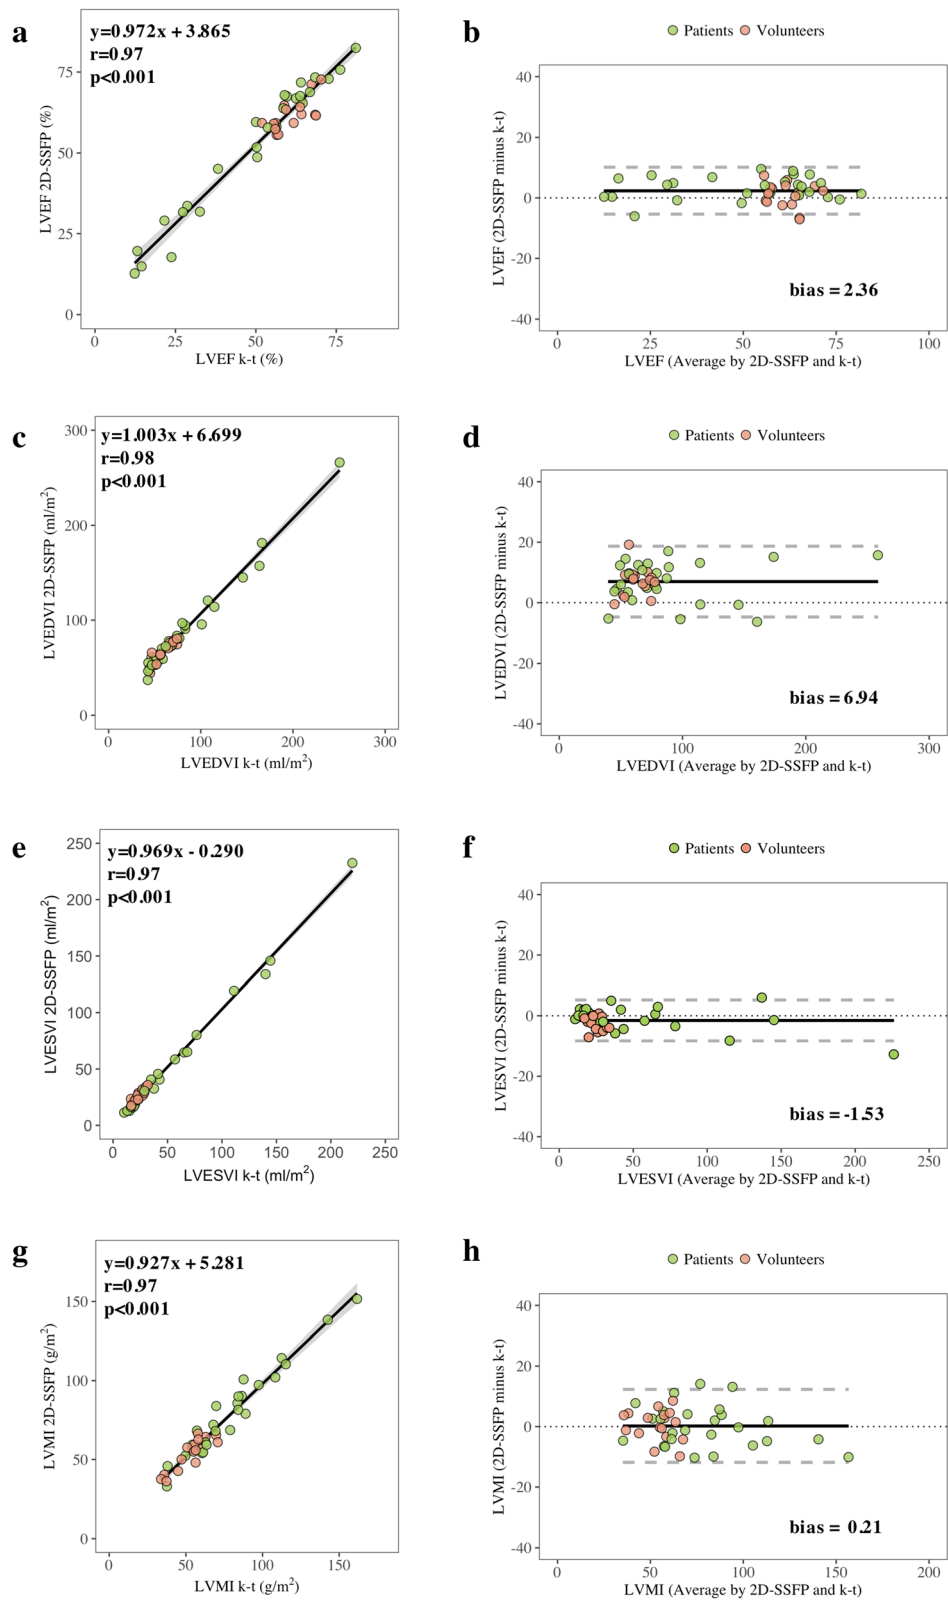 a
y=0.972x + 3.865
r=0.97
p<0.001
75
50
25
0
LVEF 2D-SSFP (%)
0 25 50 75
LVEF k-t (%)
b
Patients Volunteers
40
20
0
-20
-40
LVEF (2D-SSFP minus k-t)
bias = 2.36
0 25 50 75 100
LVEF (Average by 2D-SSFP and k-t)
c
y=1.003x + 6.699
r=0.98
p<0.001
300
200
100
0
LVEDVI 2D-SSFP (ml/m²)
0 100 200 300
LVEDVI k-t (ml/m²)
d
Patients Volunteers
40
20
0
-20
-40
LVEDVI (2D-SSFP minus k-t)
bias = 6.94
0 100 200 300
LVEDVI (Average by 2D-SSFP and k-t)
e
y=0.969x - 0.290
r=0.97
p<0.001
250
200
150
100
50
0
LVESVI 2D-SSFP (ml/m²)
0 50 100 150 200 250
LVESVI k-t (ml/m²)
f
Patients Volunteers
40
20
0
-20
-40
LVESVI (2D-SSFP minus k-t)
bias = -1.53
0 50 100 150 200 250
LVESVI (Average by 2D-SSFP and k-t)
g
y=0.927x + 5.281
r=0.97
p<0.001
150
100
50
0
LVMI 2D-SSFP (g/m²)
0 50 100 150
LVMI k-t (g/m²)
h
Patients Volunteers
40
20
0
-20
-40
LVMI (2D-SSFP minus k-t)
bias = 0.21
0 50 100 150 200
LVMI (Average by 2D-SSFP and k-t)